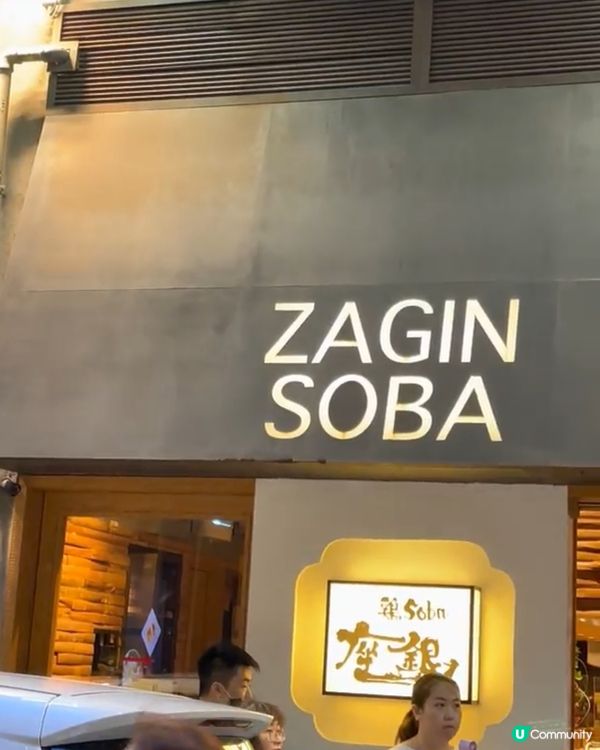 ZAGIN
SOBA
鶏Soba
座銀
U Community